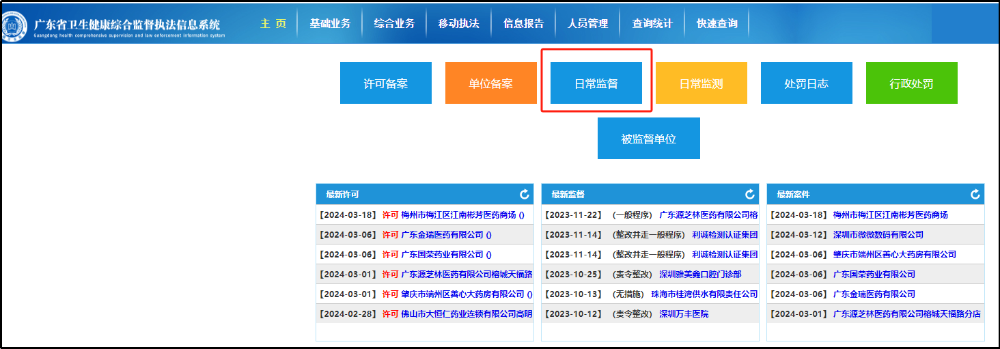 广东省卫生健康综合监督执法信息系统
Guangdong health comprehensive supervision and law enforcement information system
主 页 基础业务 综合业务 移动执法 信息报告 人员管理 查询统计 快速查询
许可备案 单位备案 日常监督 日常监测 处罚日志 行政处罚
被监督单位
最新许可
【2024-03-18】 许可 梅州市梅江区江南彬芳医药商场 ()
【2024-03-06】 许可 广东金瑞医药有限公司 ()
【2024-03-06】 许可 广东国荣药业有限公司 ()
【2024-03-01】 许可 广东源芝林医药有限公司榕城天福路
【2024-03-01】 许可 肇庆市端州区善心大药房有限公司 ()
【2024-02-28】 许可 佛山市大恒仁药业连锁有限公司高明
最新监督
【2023-11-22】 (一般程序) 广东源芝林医药有限公司榕
【2023-11-14】 (整改并走一般程序) 利诚检测认证集团
【2023-11-14】 (整改并走一般程序) 利诚检测认证集团
【2023-10-25】 (责令整改) 深圳雅美鑫口腔门诊部
【2023-10-13】 (无措施) 珠海市桂湾供水有限责任公司
【2023-10-12】 (责令整改) 深圳万丰医院
最新案件
【2024-03-18】 梅州市梅江区江南彬芳医药商场
【2024-03-12】 深圳市微微数码有限公司
【2024-03-06】 肇庆市端州区善心大药房有限公司
【2024-03-06】 广东国荣药业有限公司
【2024-03-06】 广东金瑞医药有限公司
【2024-03-01】 广东源芝林医药有限公司榕城天福路分店